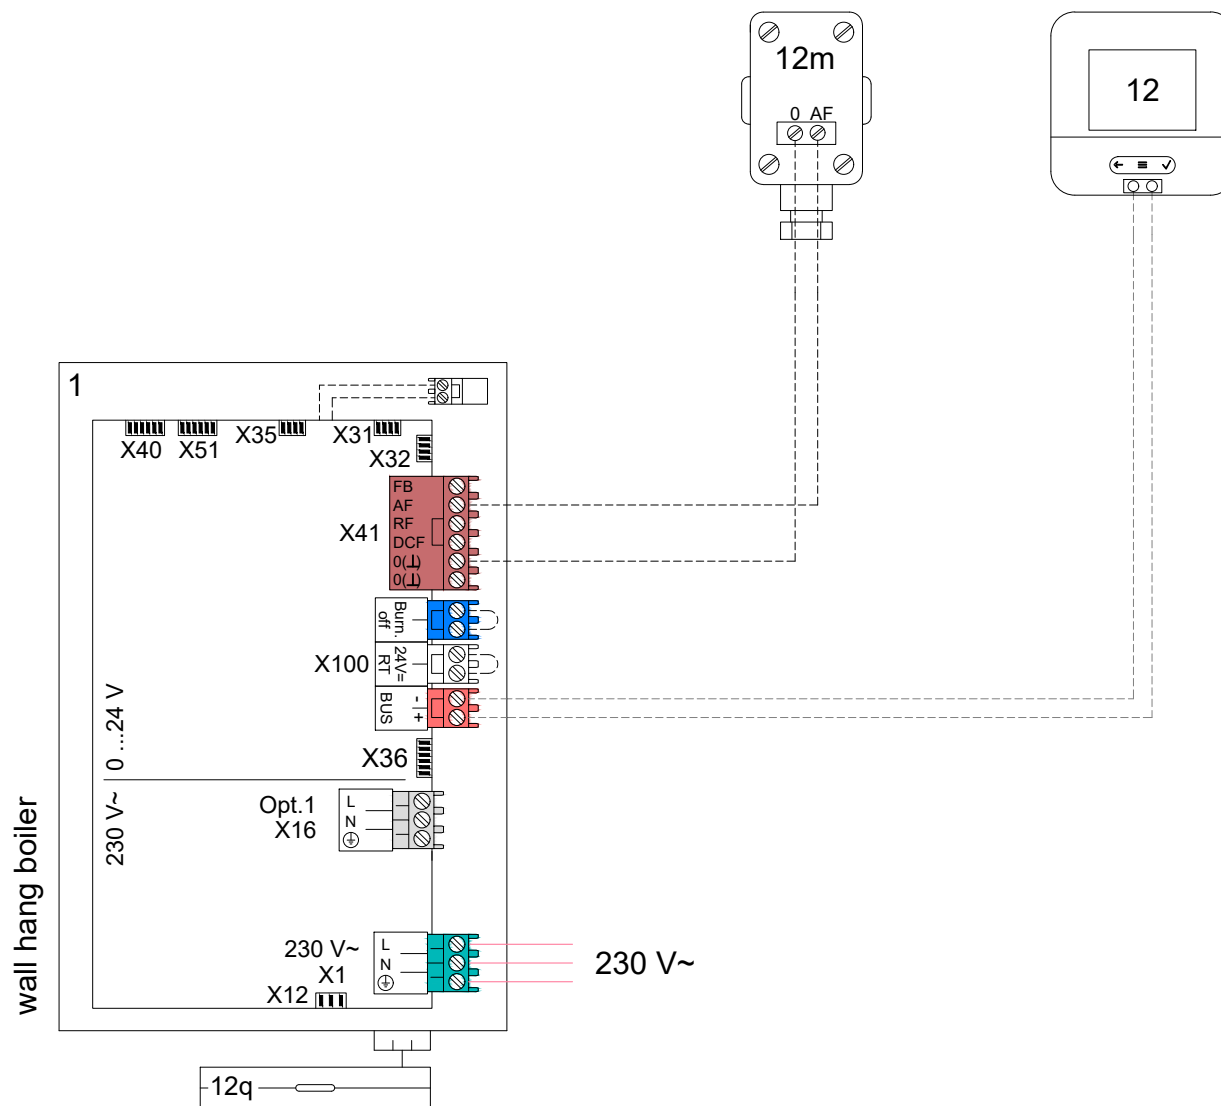 12m
0 AF
12
1
X40
X51
X35
X31
X32
X41
FB
AF
RF
DCF
0(⊥)
0(⊥)
Burn.
off
X100
24V=
RT
BUS
-
+
X36
0 ...24 V
230 V~
Opt.1
X16
L
N
wall hang boiler
230 V~
X1
L
N
230 V~
X12
12q